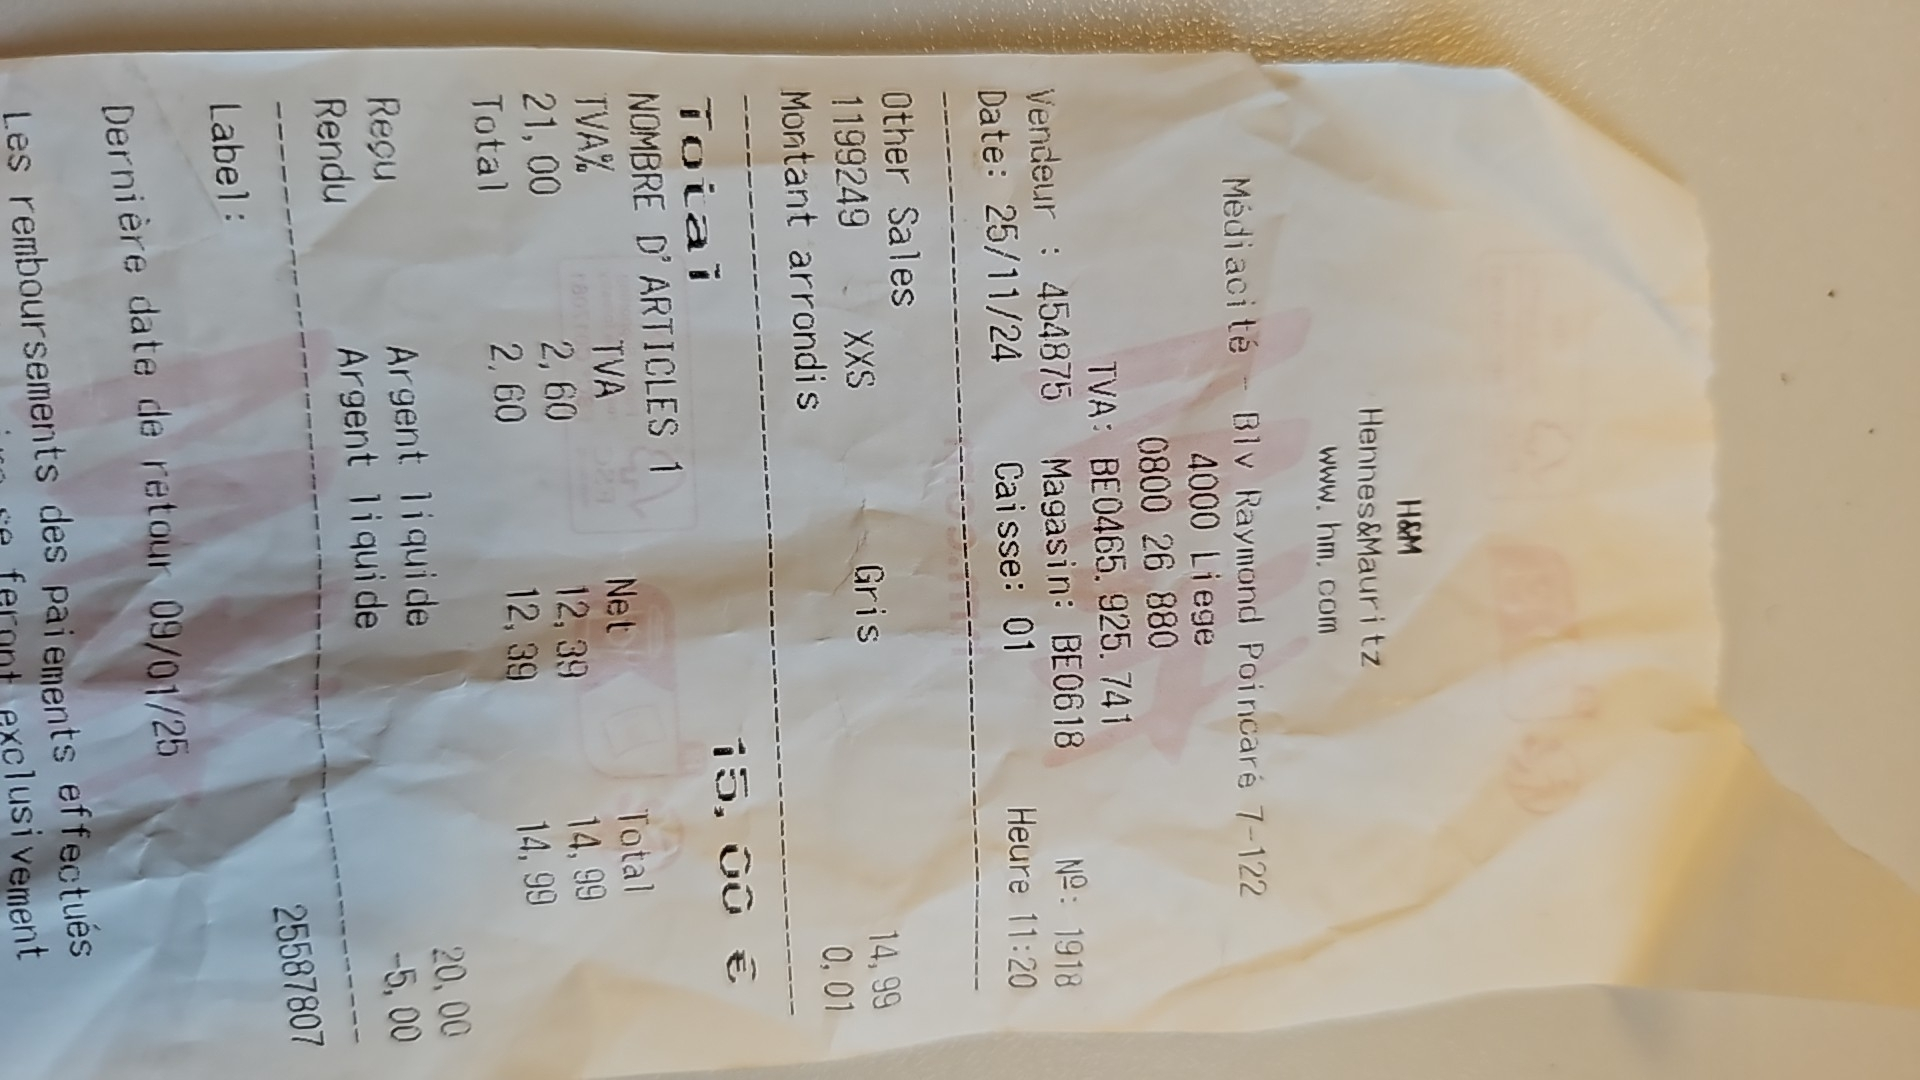 H&M
Hennes&Mauritz
www.hm.com
Médiacité - Blv Raymond Poincaré 7-122
4000 Liege
0800 26 880
TVA: BE0465.925.741
Vendeur : 454875 Magasin: BE0618 Nº: 1918
Date: 25/11/24 Caisse: 01 Heure 11:20
Other Sales
1199249 XXS Gris 14,99
Montant arrondis 0,01
Total 15,00 €
NOMBRE D'ARTICLES 1
TVA% TVA Net Total
21,00 2,60 12,39 14,99
Total 2,60 12,39 14,99
Reçu Argent liquide 20,00
Rendu Argent liquide -5,00
Label: 25587807
Dernière date de retour 09/01/25
Les remboursements des paiements effectués
se feront exclusivement